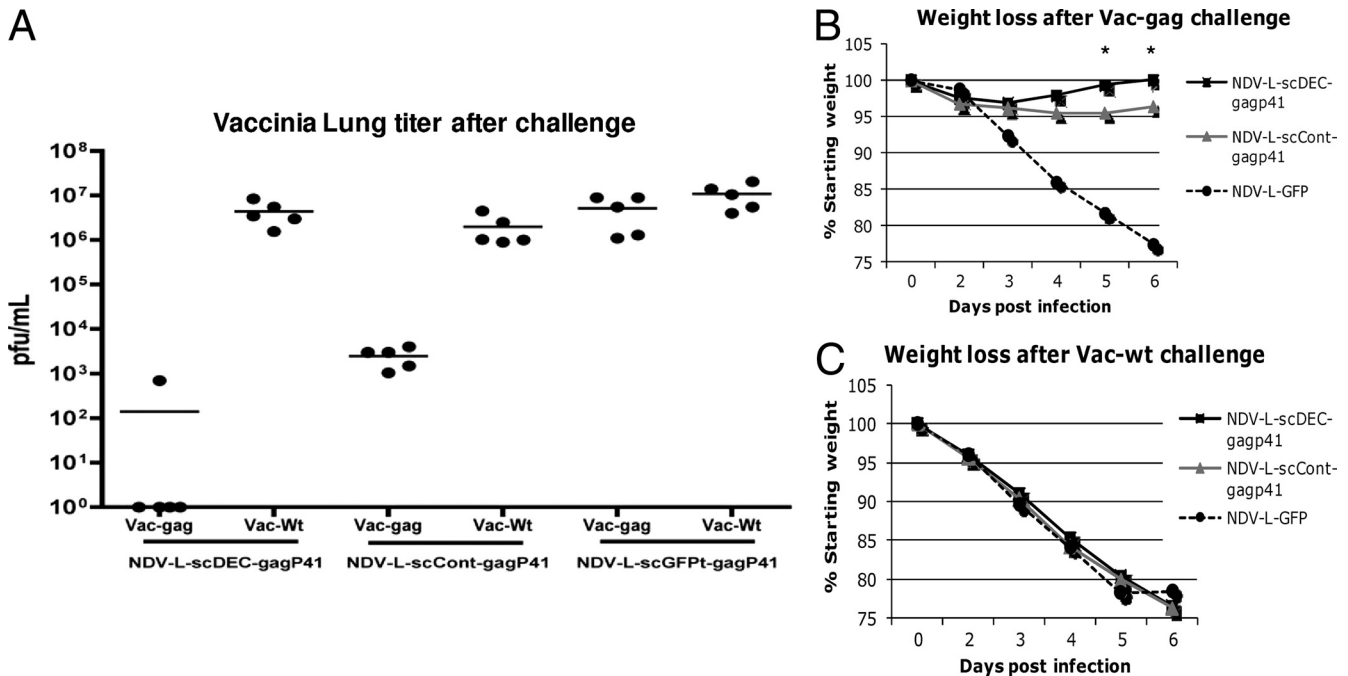 A
Vaccinia Lung titer after challenge
pfu/mL
10⁸
10⁷
10⁶
10⁵
10⁴
10³
10²
10¹
10⁰
Vac-gag Vac-Wt Vac-gag Vac-Wt Vac-gag Vac-Wt
NDV-L-scDEC-gagP41 NDV-L-scCont-gagP41 NDV-L-scGFPt-gagP41
B
Weight loss after Vac-gag challenge
% Starting weight
105
100
95
90
85
80
75
* *
0 2 3 4 5 6
Days post infection
NDV-L-scDEC-
gagp41
NDV-L-scCont-
gagp41
NDV-L-GFP
C
Weight loss after Vac-wt challenge
% Starting weight
105
100
95
90
85
80
75
0 2 3 4 5 6
Days post infection
NDV-L-scDEC-
gagp41
NDV-L-scCont-
gagp41
NDV-L-GFP